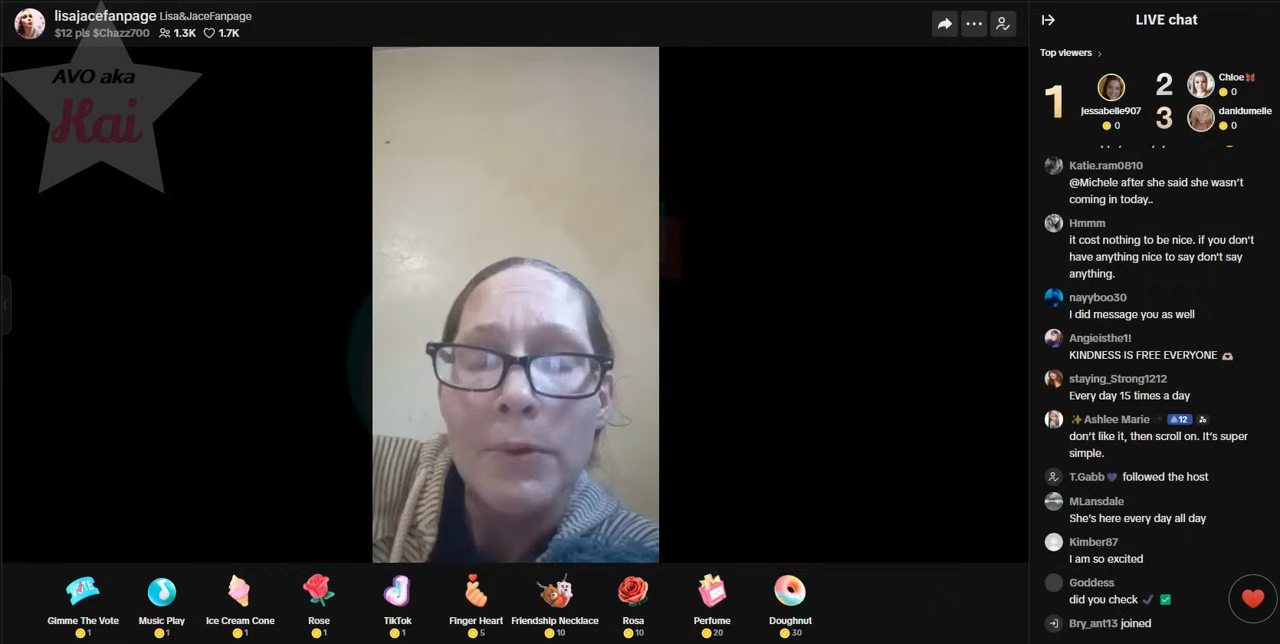 lisajacefanpage Lisa&JaceFanpage
$12 pls $Chazz700 1.3K 1.7K
AVO aka
Kai
LIVE chat
Top viewers
1 jessabelle907 0
2 Chloe 0
3 danidumelle 0
Katie.ram0810
@Michele after she said she wasn't
coming in today..
Hmmm
it cost nothing to be nice. if you don't
have anything nice to say don't say
anything.
nayyboo30
I did message you as well
Angieisthe1!
KINDNESS IS FREE EVERYONE
staying_Strong1212
Every day 15 times a day
Ashlee Marie 12
don't like it, then scroll on. It's super
simple.
T.Gabb followed the host
MLansdale
She's here every day all day
Kimber87
I am so excited
Goddess
did you check
Bry_ant13 joined
VOTE
Gimme The Vote Music Play Ice Cream Cone Rose TikTok Finger Heart Friendship Necklace Rosa Perfume Doughnut
1 1 1 1 1 5 10 10 20 30